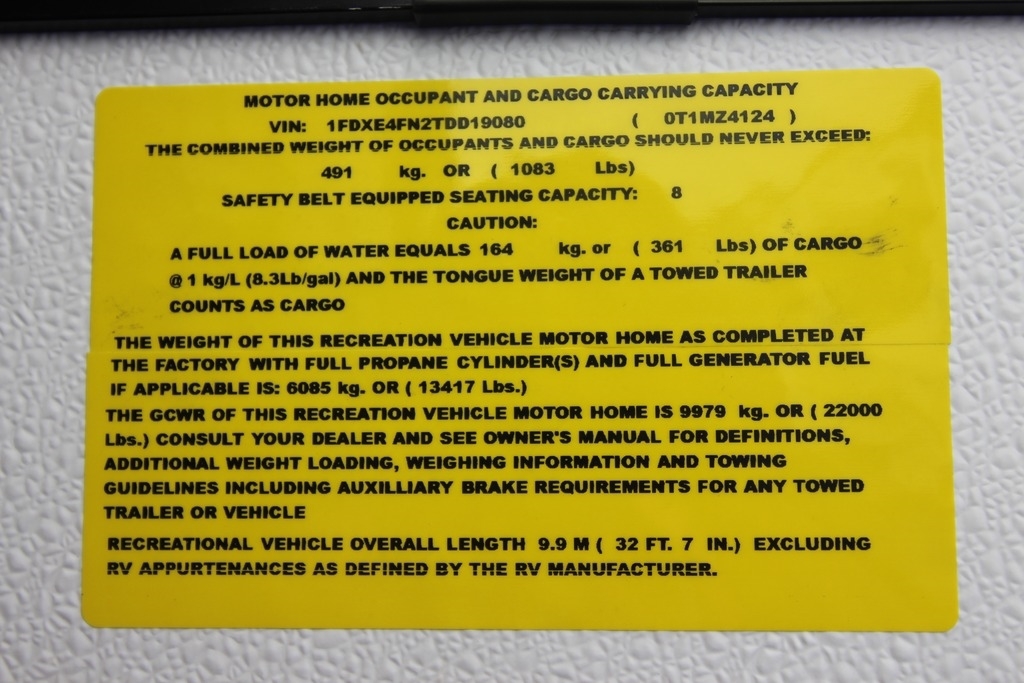 MOTOR HOME OCCUPANT AND CARGO CARRYING CAPACITY
VIN: 1FDXE4FN2TDD19080 ( 0T1MZ4124 )
THE COMBINED WEIGHT OF OCCUPANTS AND CARGO SHOULD NEVER EXCEED:
491 kg. OR ( 1083 Lbs)
SAFETY BELT EQUIPPED SEATING CAPACITY: 8
CAUTION:
A FULL LOAD OF WATER EQUALS 164 kg. or ( 361 Lbs) OF CARGO
@ 1 kg/L (8.3Lb/gal) AND THE TONGUE WEIGHT OF A TOWED TRAILER
COUNTS AS CARGO
THE WEIGHT OF THIS RECREATION VEHICLE MOTOR HOME AS COMPLETED AT
THE FACTORY WITH FULL PROPANE CYLINDER(S) AND FULL GENERATOR FUEL
IF APPLICABLE IS: 6085 kg. OR ( 13417 Lbs.)
THE GCWR OF THIS RECREATION VEHICLE MOTOR HOME IS 9979 kg. OR ( 22000
Lbs.) CONSULT YOUR DEALER AND SEE OWNER'S MANUAL FOR DEFINITIONS,
ADDITIONAL WEIGHT LOADING, WEIGHING INFORMATION AND TOWING
GUIDELINES INCLUDING AUXILLIARY BRAKE REQUIREMENTS FOR ANY TOWED
TRAILER OR VEHICLE
RECREATIONAL VEHICLE OVERALL LENGTH 9.9 M ( 32 FT. 7 IN.) EXCLUDING
RV APPURTENANCES AS DEFINED BY THE RV MANUFACTURER.